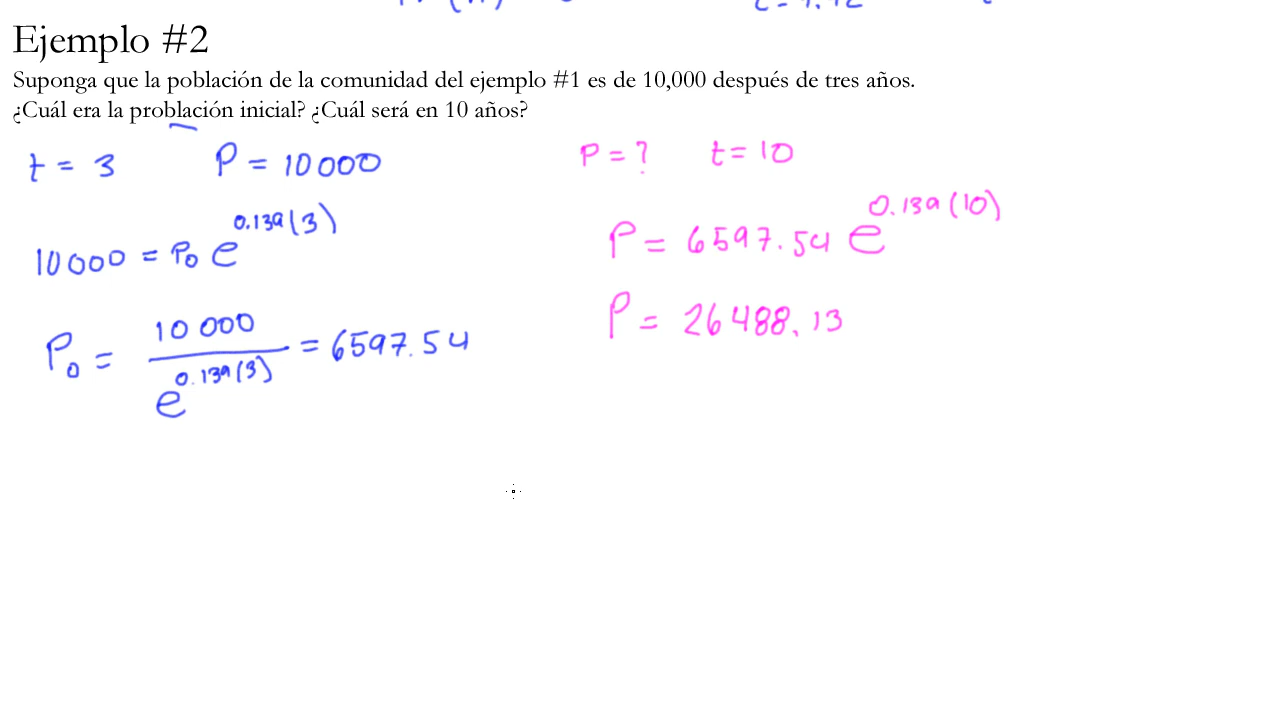 Ejemplo #2
Suponga que la población de la comunidad del ejemplo #1 es de 10,000 después de tres años.
¿Cuál era la problación inicial? ¿Cuál será en 10 años?
t = 3 P = 10000
10000 = P₀ e^0.139(3)
P₀ = 10 000 / e^0.139(3) = 6597.54
P = ? t = 10
P = 6597.54 e^0.139(10)
P = 26488.13